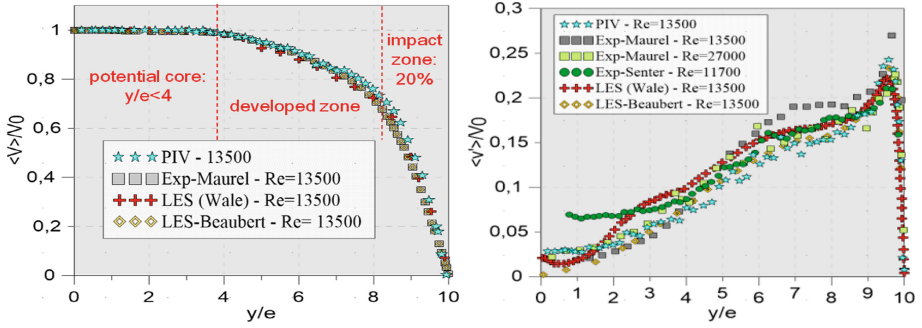 <v>/V0
1
0,8
0,6
0,4
0,2
0
0
2
4
6
8
10
y/e
potential core:
y/e<4
developed zone
impact
zone:
20%
PIV - 13500
Exp-Maurel - Re=13500
LES (Wale) - Re=13500
LES-Beaubert - Re= 13500
<v'>/V0
0,3
0,25
0,2
0,15
0,1
0,05
0
0
1
2
3
4
5
6
7
8
9
10
y/e
PIV - Re=13500
Exp-Maurel - Re=13500
Exp-Maurel - Re=27000
Exp-Senter - Re=11700
LES (Wale) - Re=13500
LES-Beaubert - Re=13500